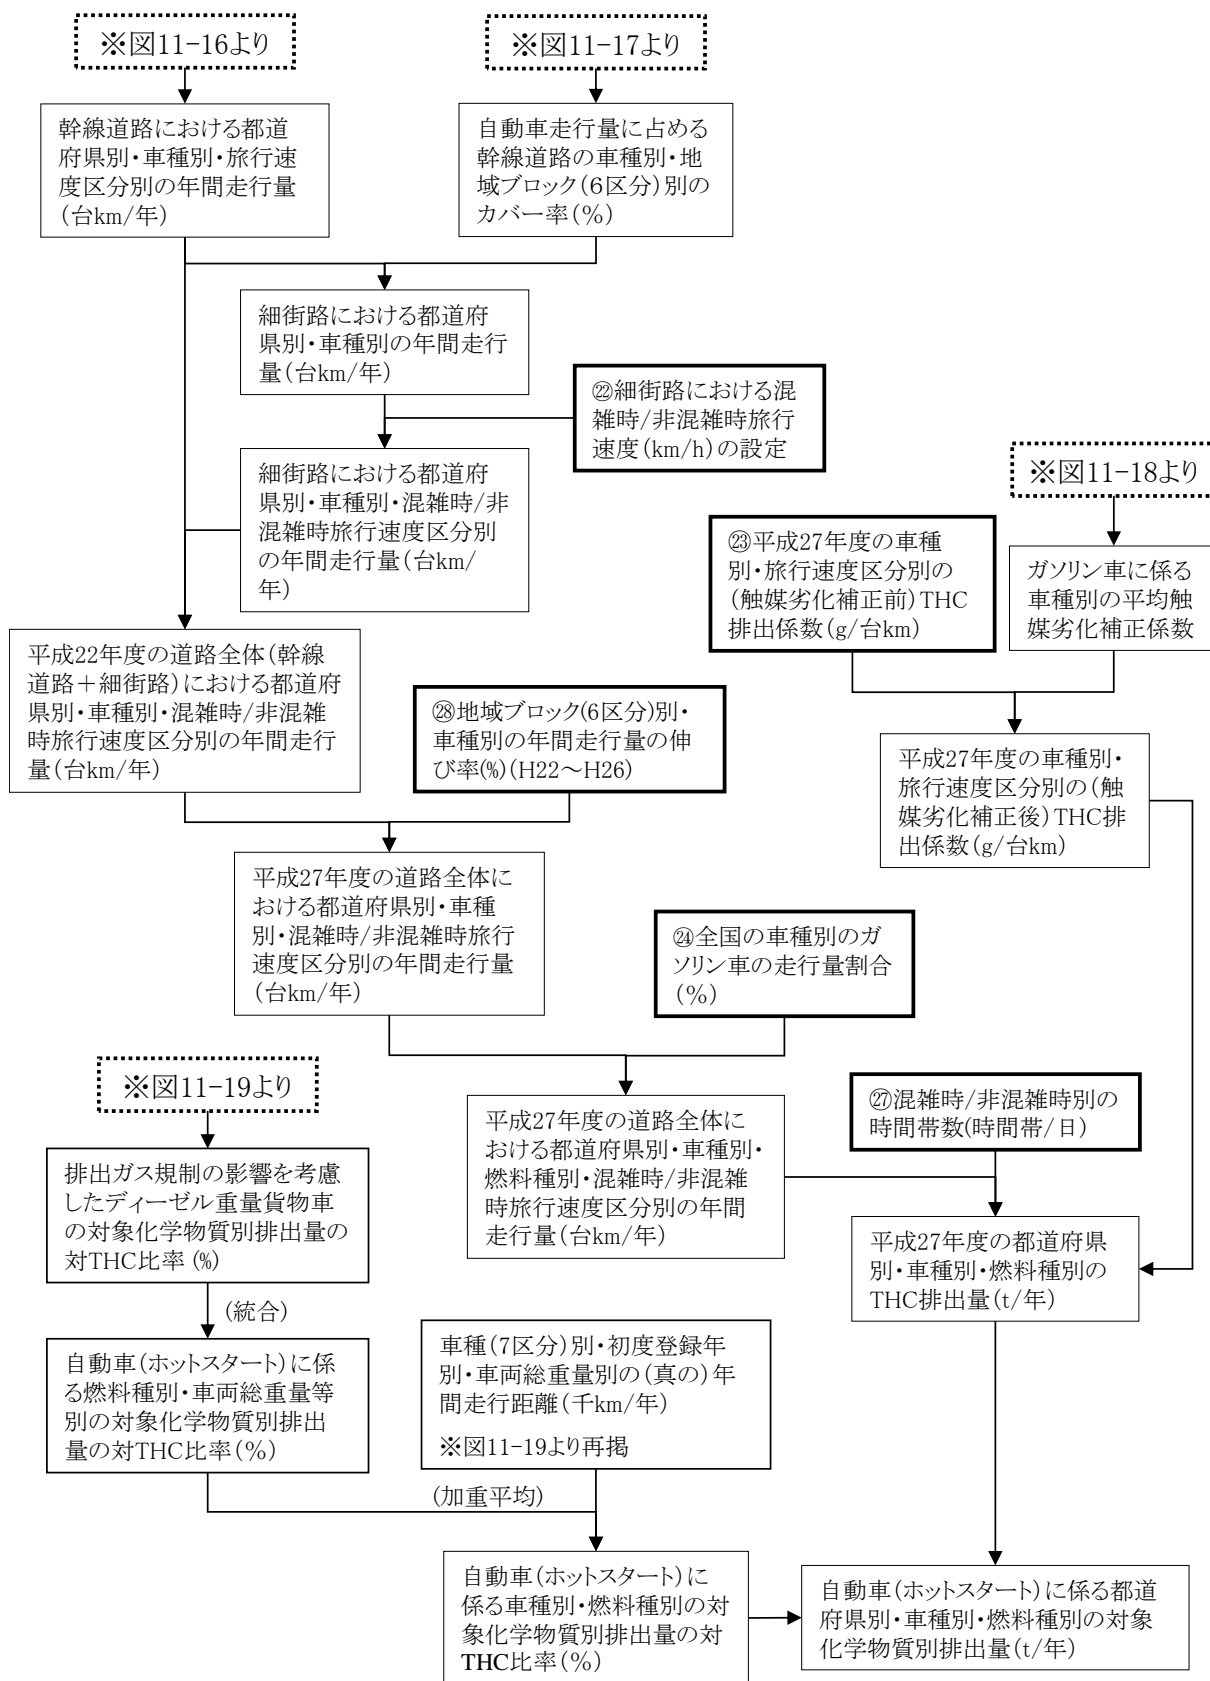 ※図11-16より
※図11-17より
幹線道路における都道
府県別・車種別・旅行速
度区分別の年間走行量
(台km/年)
自動車走行量に占める
幹線道路の車種別・地
域ブロック(6区分)別の
カバー率(%)
細街路における都道府
県別・車種別の年間走行
量(台km/年)
㉒細街路における混
雑時/非混雑時旅行
速度(km/h)の設定
細街路における都道府
県別・車種別・混雑時/非
混雑時旅行速度区分別
の年間走行量(台km/
年)
※図11-18より
㉓平成27年度の車種
別・旅行速度区分別の
(触媒劣化補正前)THC
排出係数(g/台km)
ガソリン車に係る
車種別の平均触
媒劣化補正係数
平成22年度の道路全体(幹線
道路+細街路)における都道府
県別・車種別・混雑時/非混雑
時旅行速度区分別の年間走行
量(台km/年)
㉘地域ブロック(6区分)別・
車種別の年間走行量の伸
び率(%)(H22~H26)
平成27年度の車種別・
旅行速度区分別の(触
媒劣化補正後)THC排
出係数(g/台km)
平成27年度の道路全体に
おける都道府県別・車種
別・混雑時/非混雑時旅行
速度区分別の年間走行量
(台km/年)
㉔全国の車種別のガ
ソリン車の走行量割合
(%)
※図11-19より
平成27年度の道路全体に
おける都道府県別・車種別・
燃料種別・混雑時/非混雑
時旅行速度区分別の年間
走行量(台km/年)
㉗混雑時/非混雑時別の
時間帯数(時間帯/日)
排出ガス規制の影響を考慮
したディーゼル重量貨物車
の対象化学物質別排出量の
対THC比率(%)
平成27年度の都道府県
別・車種別・燃料種別の
THC排出量(t/年)
(統合)
自動車(ホットスタート)に係
る燃料種別・車両総重量等
別の対象化学物質別排出
量の対THC比率(%)
車種(7区分)別・初度登録年
別・車両総重量別の(真の)年
間走行距離(千km/年)
※図11-19より再掲
(加重平均)
自動車(ホットスタート)に
係る車種別・燃料種別の対
象化学物質別排出量の対
THC比率(%)
自動車(ホットスタート)に係る都道
府県別・車種別・燃料種別の対象
化学物質別排出量(t/年)